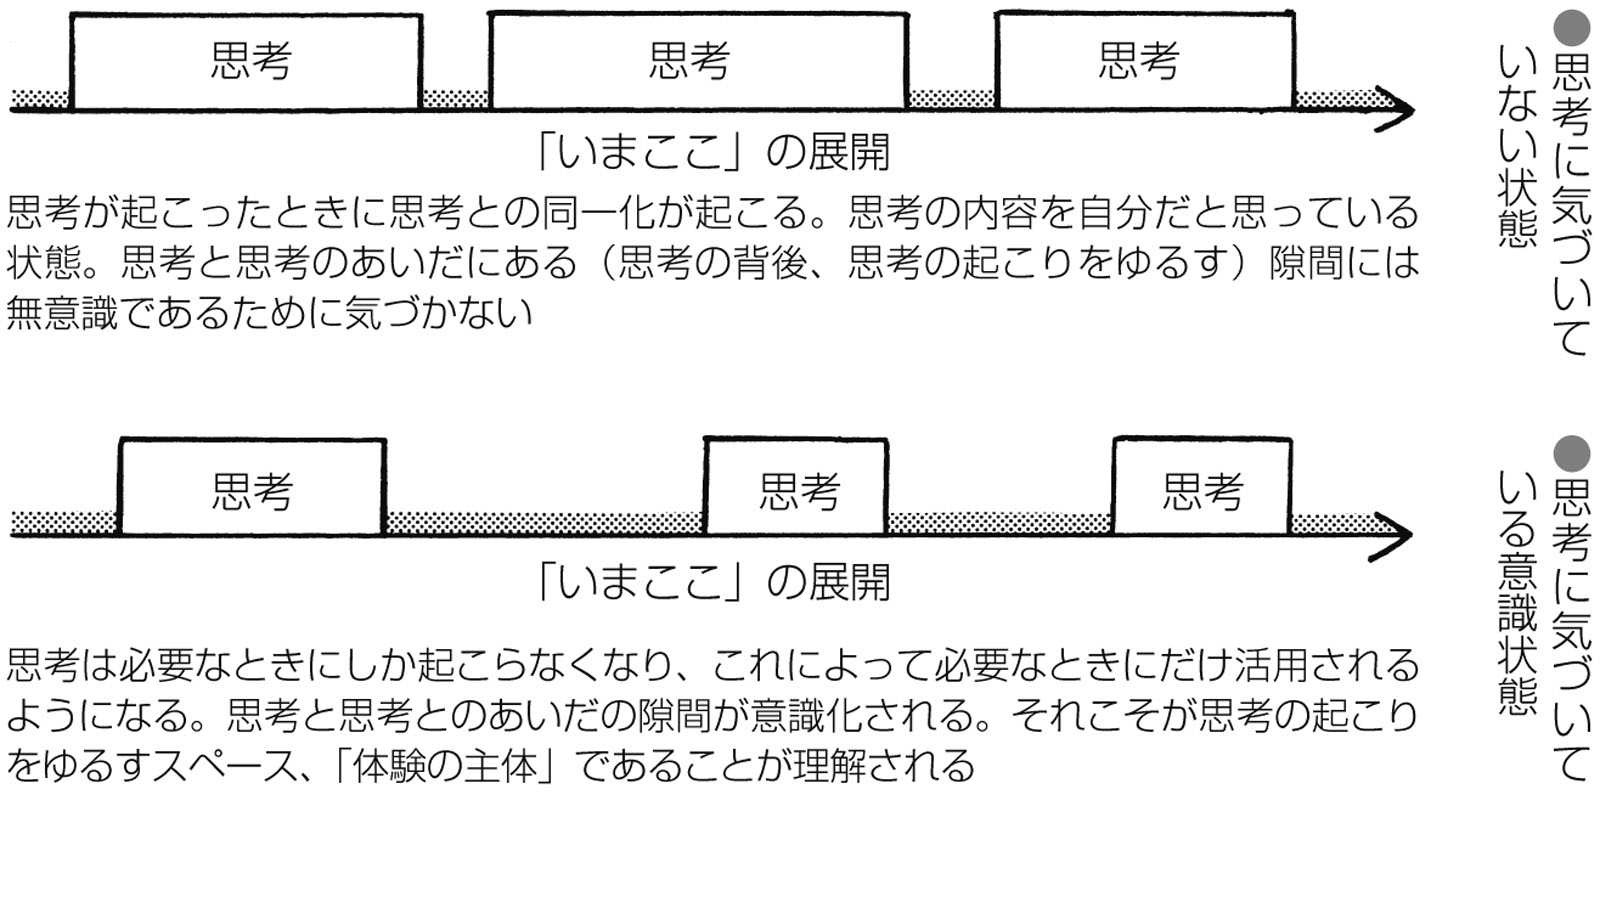 ●思考に気づいて
いない状態
思考
思考
思考
「いまここ」の展開
思考が起こったときに思考との同一化が起こる。思考の内容を自分だと思っている
状態。思考と思考のあいだにある（思考の背後、思考の起こりをゆるす）隙間には
無意識であるために気づかない
●思考に気づいて
いる意識状態
思考
思考
思考
「いまここ」の展開
思考は必要なときにしか起こらなくなり、これによって必要なときにだけ活用される
ようになる。思考と思考とのあいだの隙間が意識化される。それこそが思考の起こり
をゆるすスペース、「体験の主体」であることが理解される